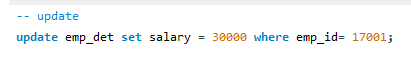 -- update
update emp_det set salary = 30000 where emp_id= 17001;